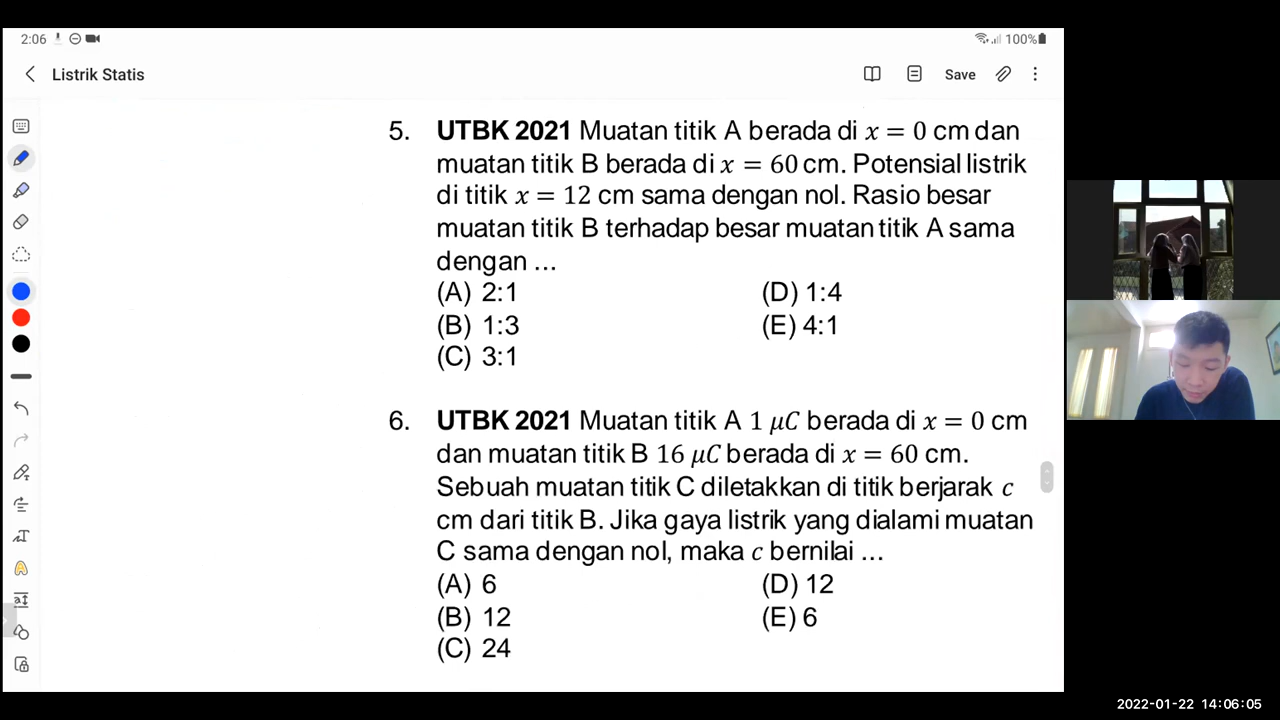 2:06
100%
Listrik Statis
Save
5. UTBK 2021 Muatan titik A berada di x = 0 cm dan
muatan titik B berada di x = 60 cm. Potensial listrik
di titik x = 12 cm sama dengan nol. Rasio besar
muatan titik B terhadap besar muatan titik A sama
dengan ...
(A) 2:1 (D) 1:4
(B) 1:3 (E) 4:1
(C) 3:1
6. UTBK 2021 Muatan titik A 1 μC berada di x = 0 cm
dan muatan titik B 16 μC berada di x = 60 cm.
Sebuah muatan titik C diletakkan di titik berjarak c
cm dari titik B. Jika gaya listrik yang dialami muatan
C sama dengan nol, maka c bernilai ...
(A) 6 (D) 12
(B) 12 (E) 6
(C) 24
2022-01-22 14:06:05